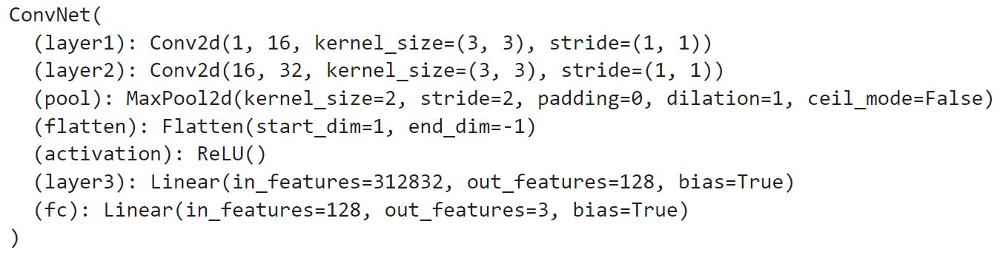 ConvNet(
  (layer1): Conv2d(1, 16, kernel_size=(3, 3), stride=(1, 1))
  (layer2): Conv2d(16, 32, kernel_size=(3, 3), stride=(1, 1))
  (pool): MaxPool2d(kernel_size=2, stride=2, padding=0, dilation=1, ceil_mode=False)
  (flatten): Flatten(start_dim=1, end_dim=-1)
  (activation): ReLU()
  (layer3): Linear(in_features=312832, out_features=128, bias=True)
  (fc): Linear(in_features=128, out_features=3, bias=True)
)